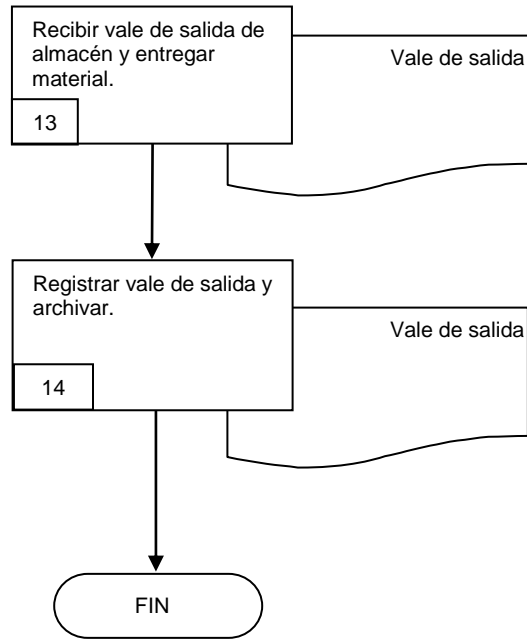 Recibir vale de salida de
almacén y entregar
material.
13
Vale de salida
Registrar vale de salida y
archivar.
14
Vale de salida
FIN